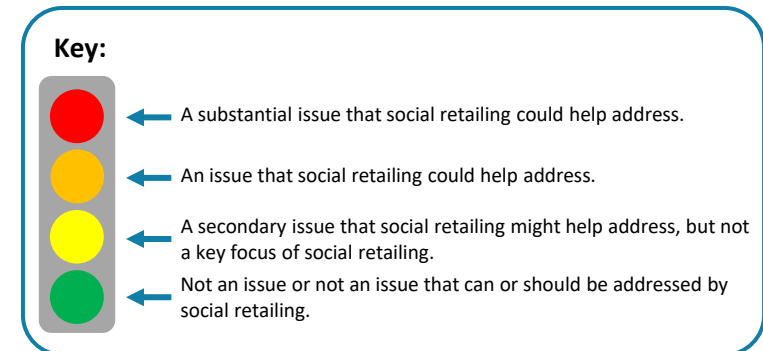 Key:
A substantial issue that social retailing could help address.
An issue that social retailing could help address.
A secondary issue that social retailing might help address, but not
a key focus of social retailing.
Not an issue or not an issue that can or should be addressed by
social retailing.